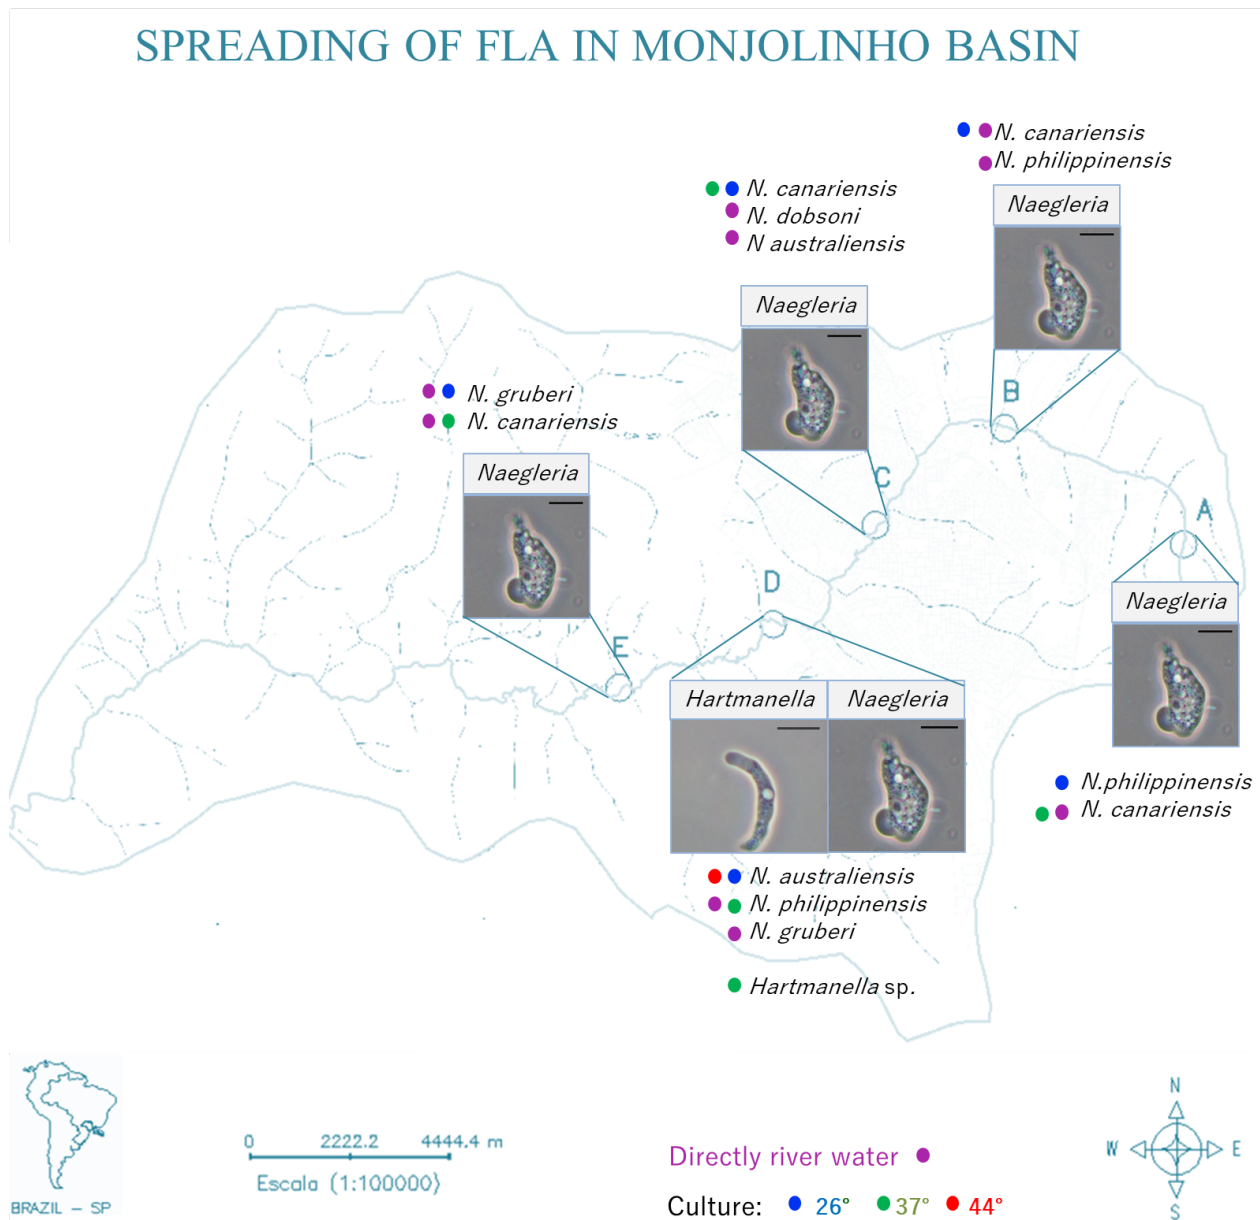 SPREADING OF FLA IN MONJOLINHO BASIN
N. canariensis
N. philippinensis
Naegleria
B
N. canariensis
N. dobsoni
N australiensis
Naegleria
C
N. gruberi
N. canariensis
Naegleria
E
A
Naegleria
N.philippinensis
N. canariensis
D
Hartmanella
Naegleria
N. australiensis
N. philippinensis
N. gruberi
Hartmanella sp.
BRAZIL – SP
0 2222.2 4444.4 m
Escala (1:100000)
Directly river water
Culture: 26° 37° 44°
N
W E
S